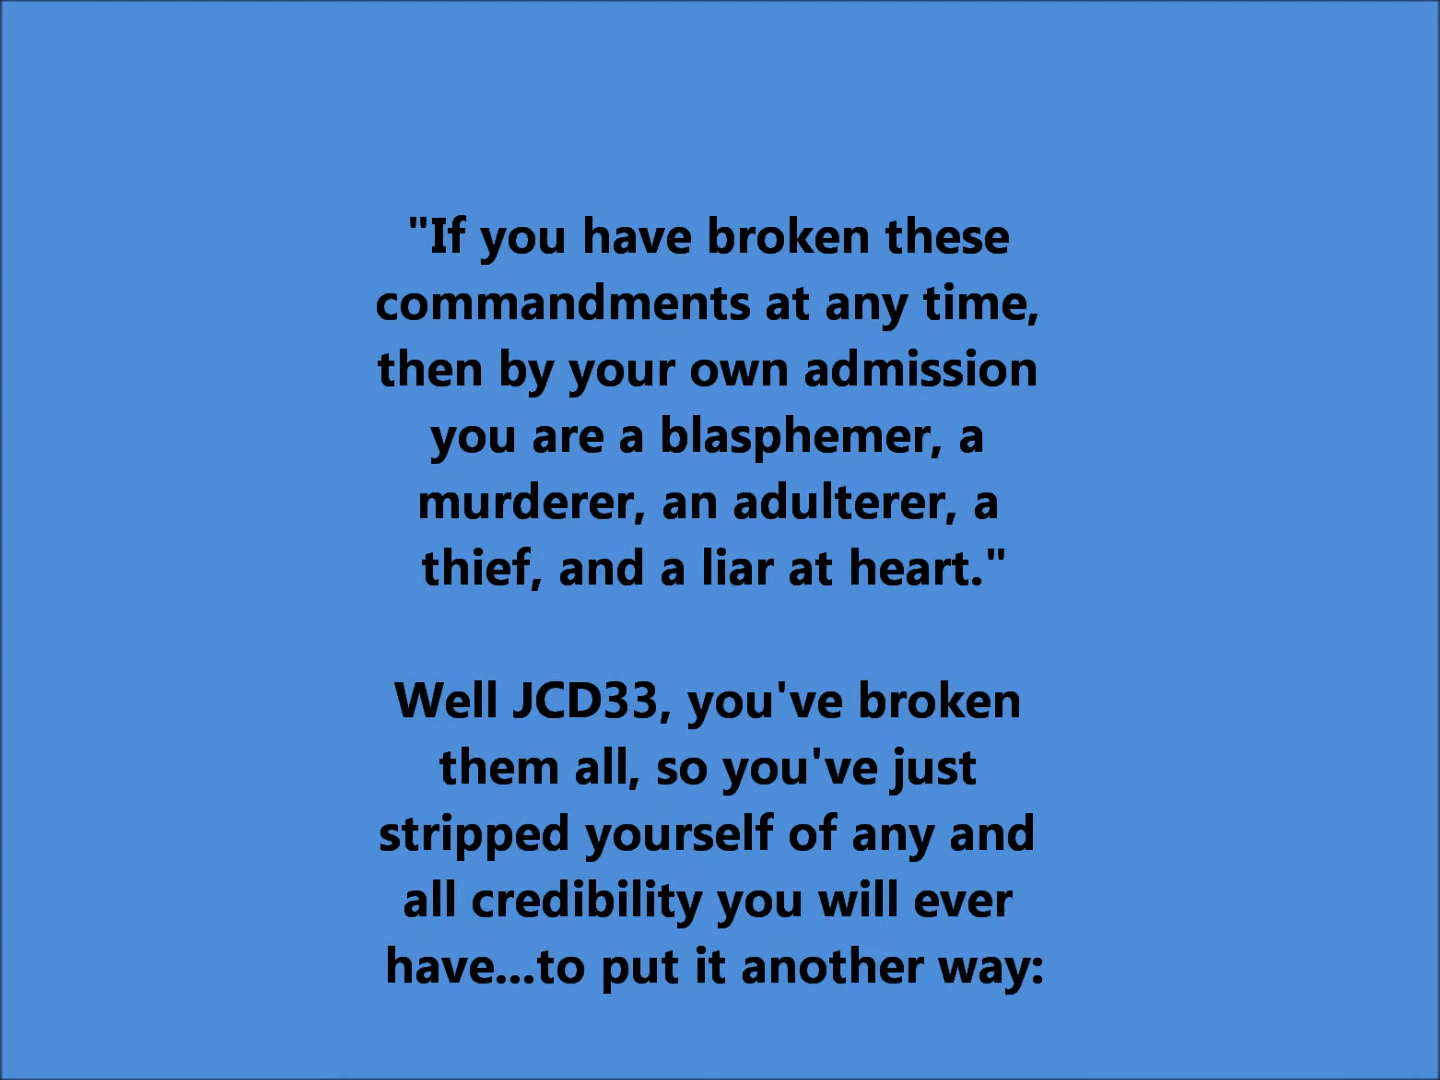 "If you have broken these
commandments at any time,
then by your own admission
you are a blasphemer, a
murderer, an adulterer, a
thief, and a liar at heart."
Well JCD33, you've broken
them all, so you've just
stripped yourself of any and
all credibility you will ever
have...to put it another way: